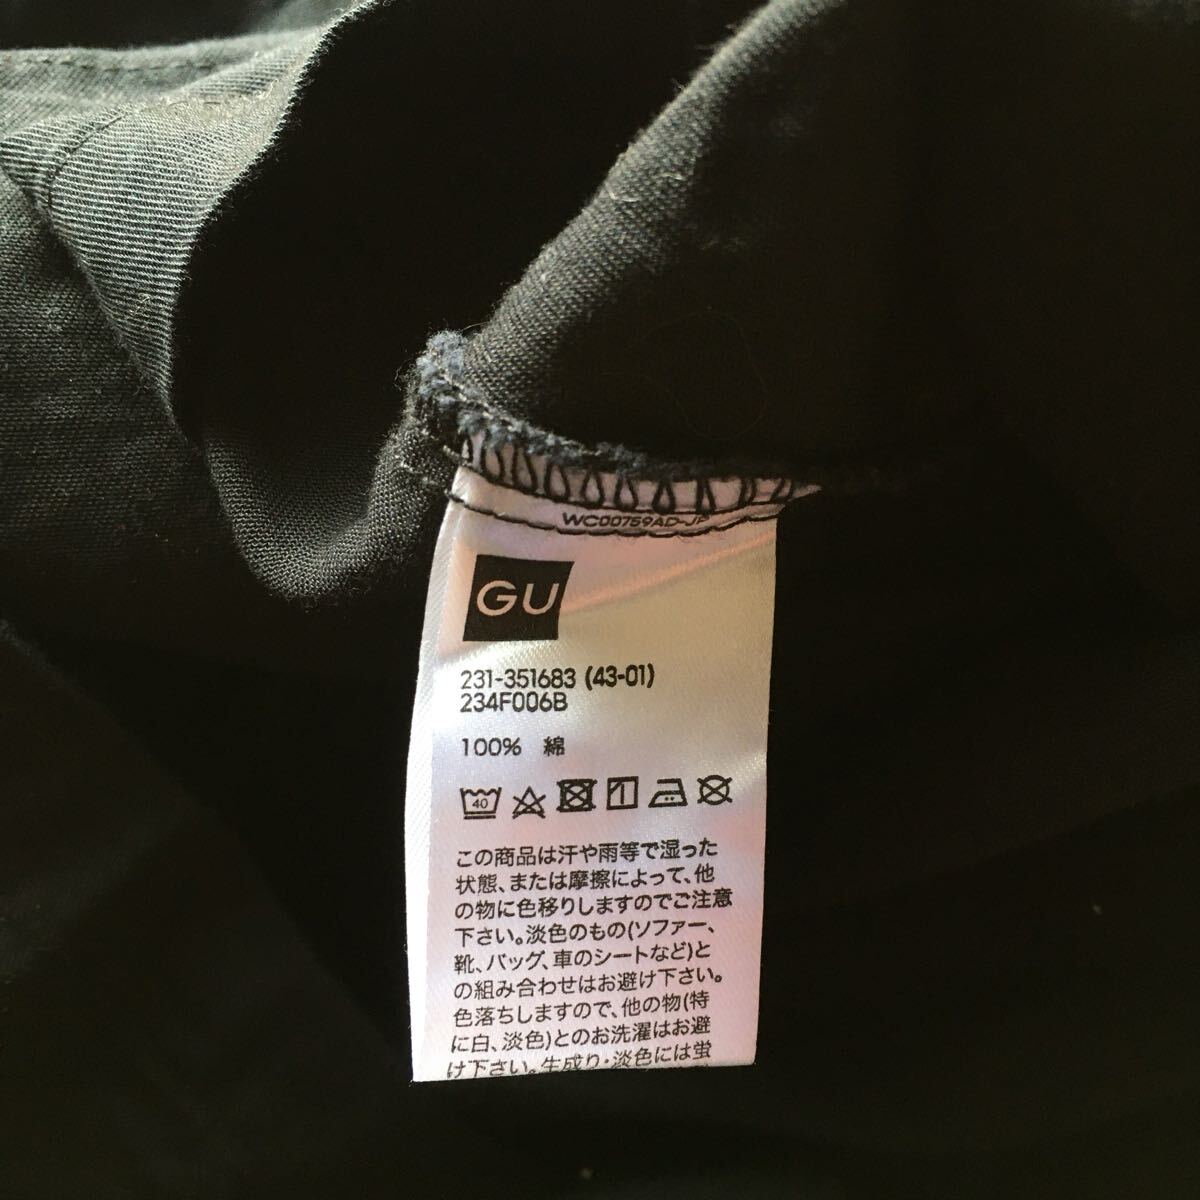 WC00759AD-JP
GU
231-351683 (43-01)
234F006B
100% 綿
40
この商品は汗や雨等で湿った
状態、または摩擦によって、他
の物に色移りしますのでご注意
下さい。淡色のもの(ソファー、
靴、バッグ、車のシートなど)と
の組み合わせはお避け下さい。
色落ちしますので、他の物(特
に白、淡色)とのお洗濯はお避
け下さい。生成り・淡色には蛍